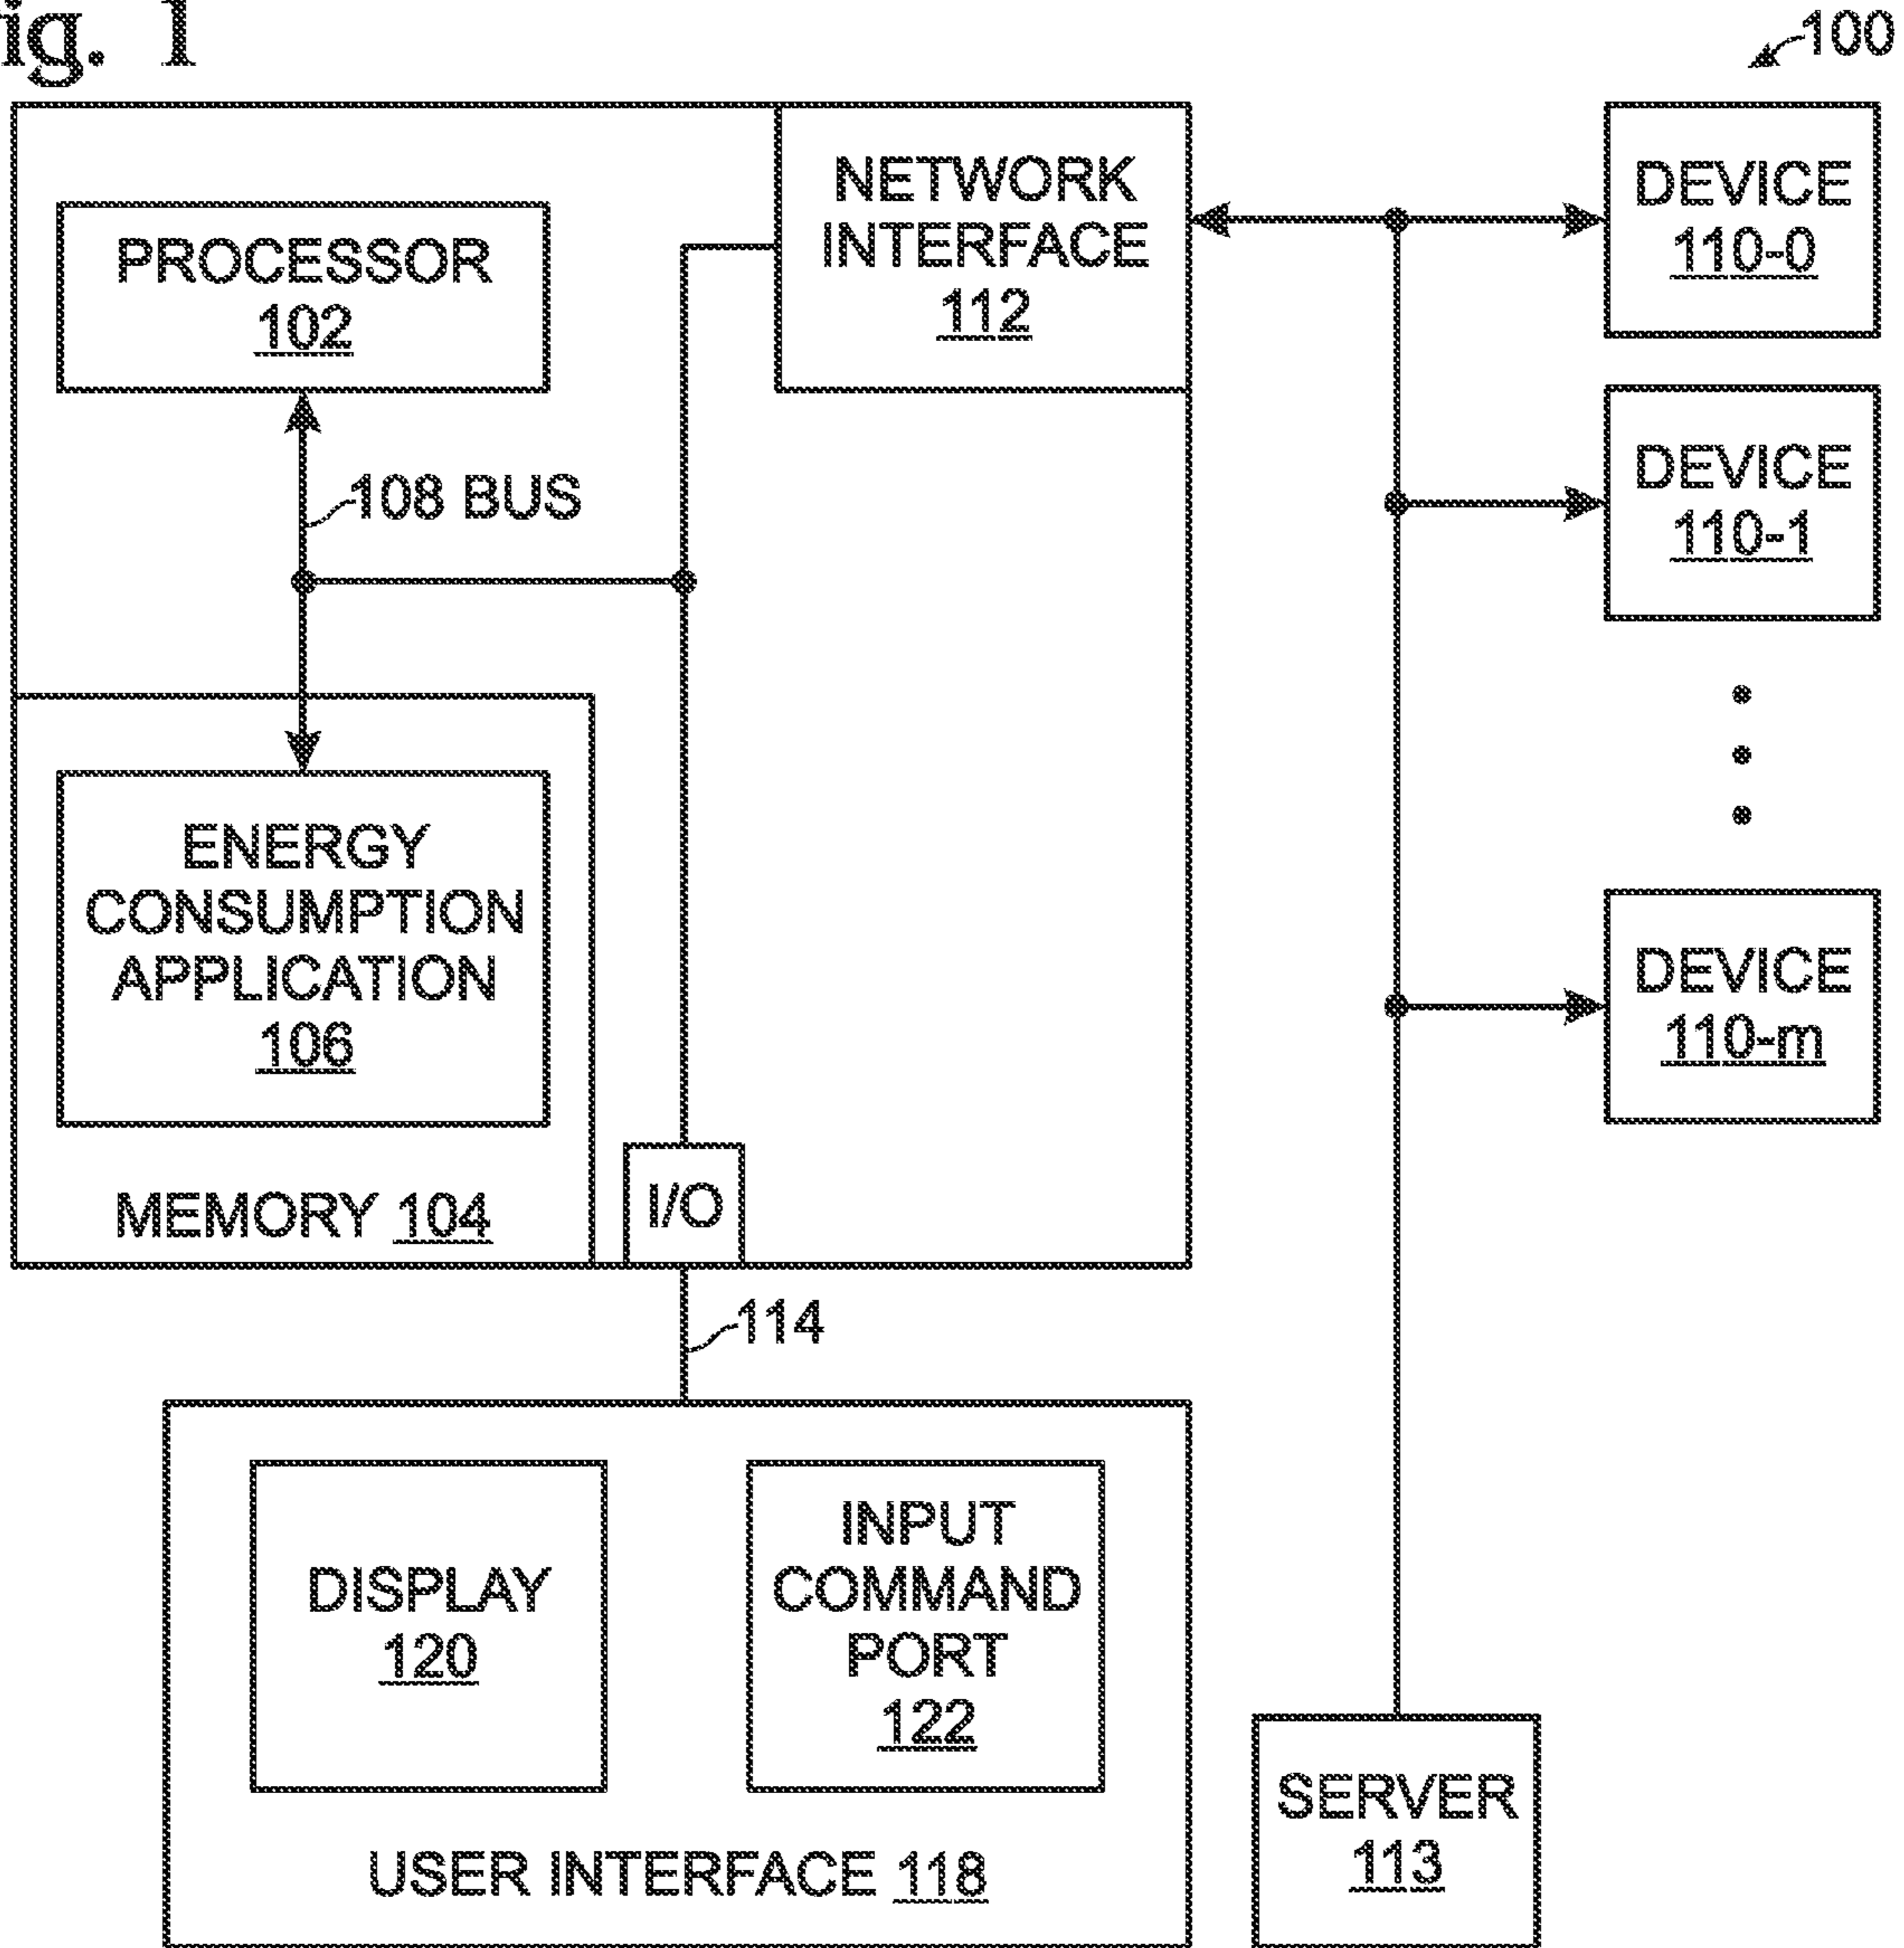 ig. 1
100
PROCESSOR
102
NETWORK
INTERFACE
112
DEVICE
110-0
108 BUS
DEVICE
110-1
ENERGY
CONSUMPTION
APPLICATION
106
DEVICE
110-m
MEMORY 104
I/O
114
DISPLAY
120
INPUT
COMMAND
PORT
122
USER INTERFACE 118
SERVER
113